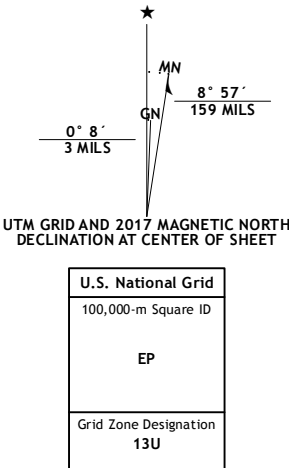 MN
GN
8° 57´
159 MILS
0° 8´
3 MILS
UTM GRID AND 2017 MAGNETIC NORTH
DECLINATION AT CENTER OF SHEET
U.S. National Grid
100,000-m Square ID
EP
Grid Zone Designation
13U